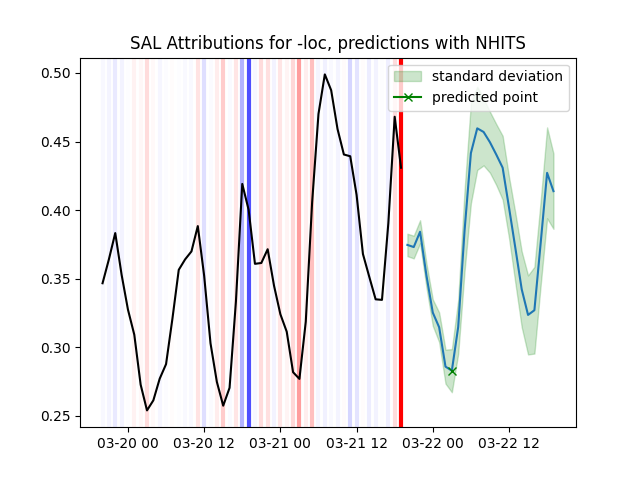 SAL Attributions for -loc, predictions with NHITS
standard deviation
predicted point
0.50
0.45
0.40
0.35
0.30
0.25
03-20 00 03-20 12 03-21 00 03-21 12 03-22 00 03-22 12